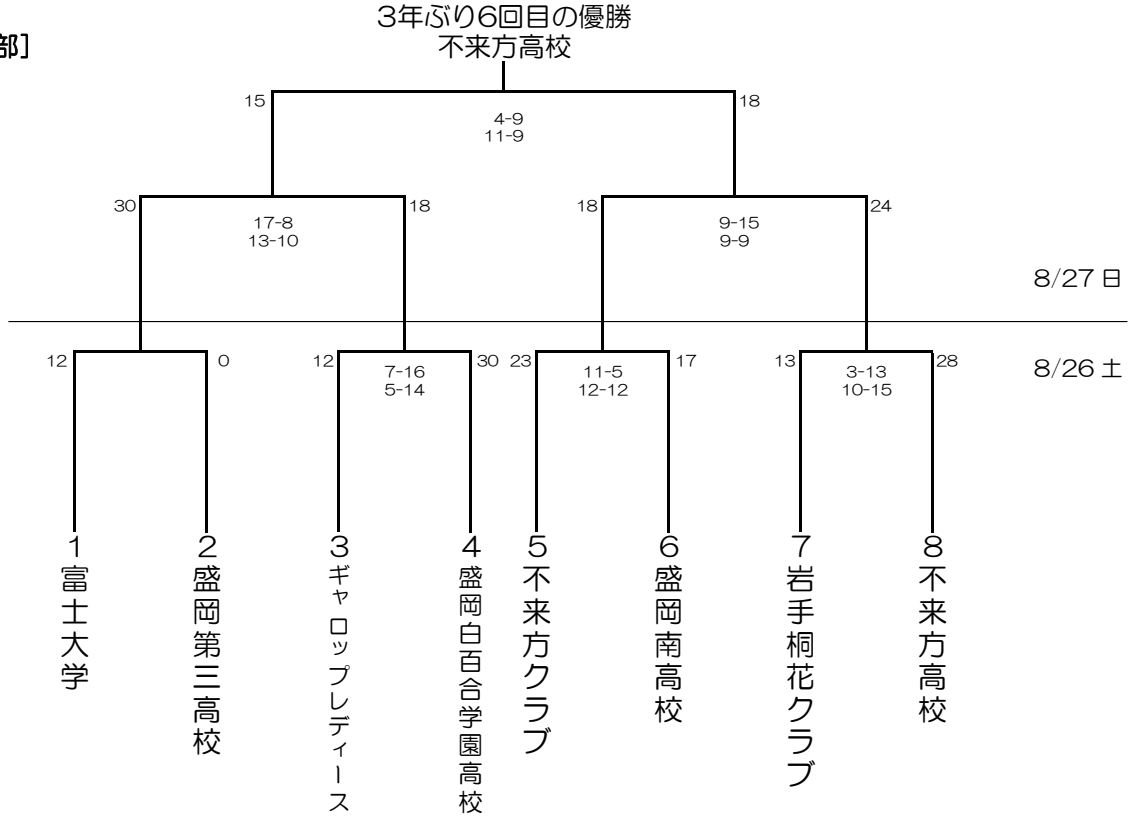 3年ぶり6回目の優勝
部]
不来方高校
15
18
4-9
11-9
30
18
18
24
17-8
13-10
9-15
9-9
8/27 日
12
0
12
30
23
17
13
28
8/26 土
7-16
5-14
11-5
12-12
3-13
10-15
1 富士大学
2 盛岡第三高校
3 ギャロップレディース
4 盛岡白百合学園高校
5 不来方クラブ
6 盛岡南高校
7 岩手桐花クラブ
8 不来方高校